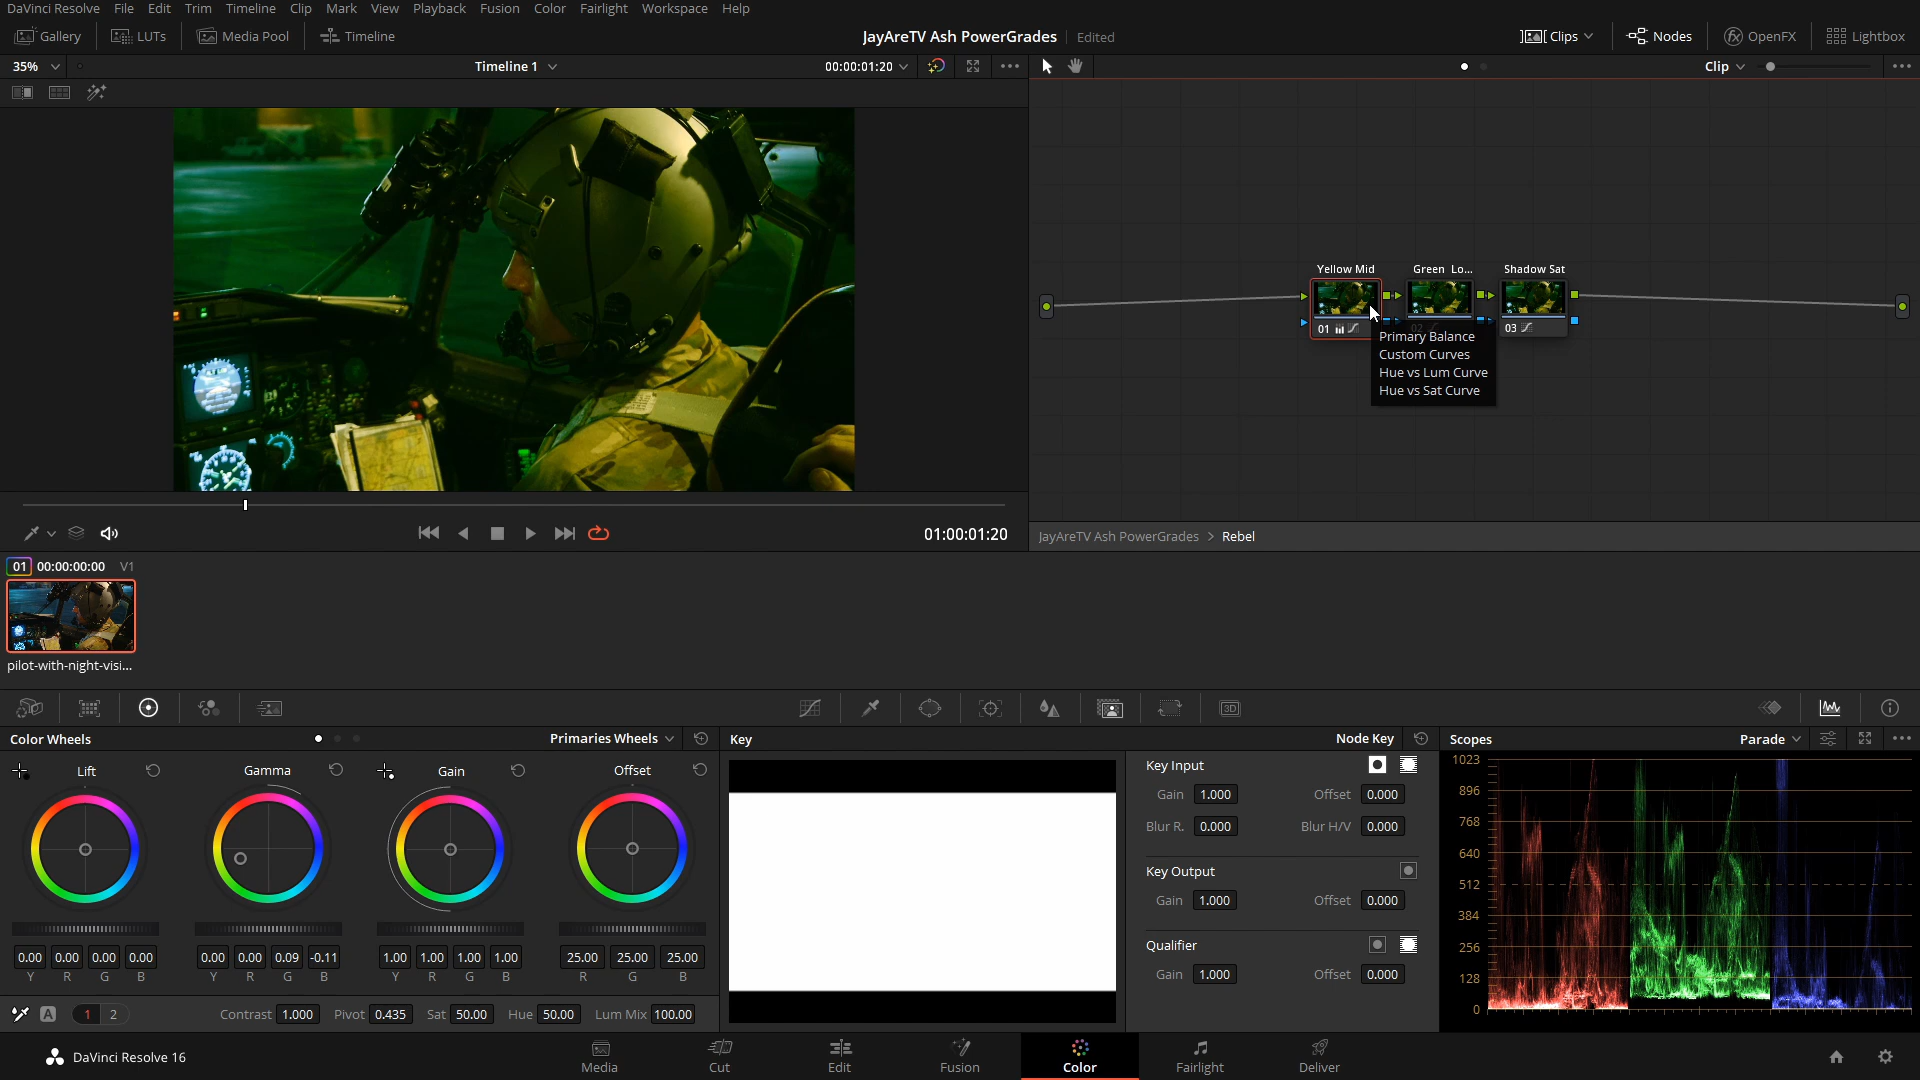 DaVinci Resolve File Edit Trim Timeline Clip Mark View Playback Fusion Color Fairlight Workspace Help
Gallery LUTs Media Pool Timeline JayAreTV Ash PowerGrades Edited Clips Nodes OpenFX Lightbox
35% Timeline 1 00:00:01:20 Clip
Yellow Mid Green Lo... Shadow Sat
01 02 03
Primary Balance
Custom Curves
Hue vs Lum Curve
Hue vs Sat Curve
01:00:01:20
JayAreTV Ash PowerGrades > Rebel
01 00:00:00:00 V1
pilot-with-night-visi...
3D
Color Wheels Primaries Wheels Key Node Key Scopes Parade
Lift Gamma Gain Offset
0.00 0.00 0.00 0.00 0.00 0.00 0.09 -0.11 1.00 1.00 1.00 1.00 25.00 25.00 25.00
Y R G B Y R G B Y R G B R G B
A 1 2 Contrast 1.000 Pivot 0.435 Sat 50.00 Hue 50.00 Lum Mix 100.00
Key Input
Gain 1.000 Offset 0.000
Blur R. 0.000 Blur H/V 0.000
Key Output
Gain 1.000 Offset 0.000
Qualifier
Gain 1.000 Offset 0.000
1023
896
768
640
512
384
256
128
0
DaVinci Resolve 16 Media Cut Edit Fusion Color Fairlight Deliver